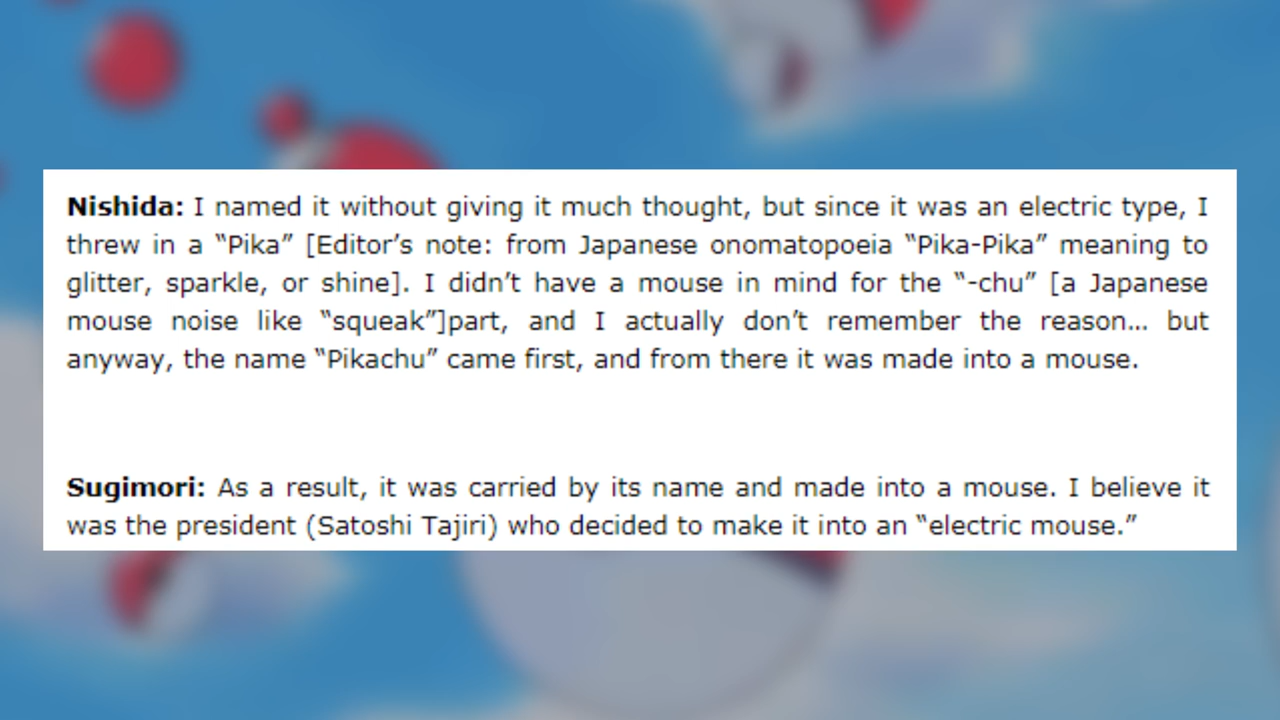 Nishida: I named it without giving it much thought, but since it was an electric type, I
threw in a “Pika” [Editor’s note: from Japanese onomatopoeia “Pika-Pika” meaning to
glitter, sparkle, or shine]. I didn’t have a mouse in mind for the “-chu” [a Japanese
mouse noise like “squeak”]part, and I actually don’t remember the reason... but
anyway, the name “Pikachu” came first, and from there it was made into a mouse.
Sugimori: As a result, it was carried by its name and made into a mouse. I believe it
was the president (Satoshi Tajiri) who decided to make it into an “electric mouse.”